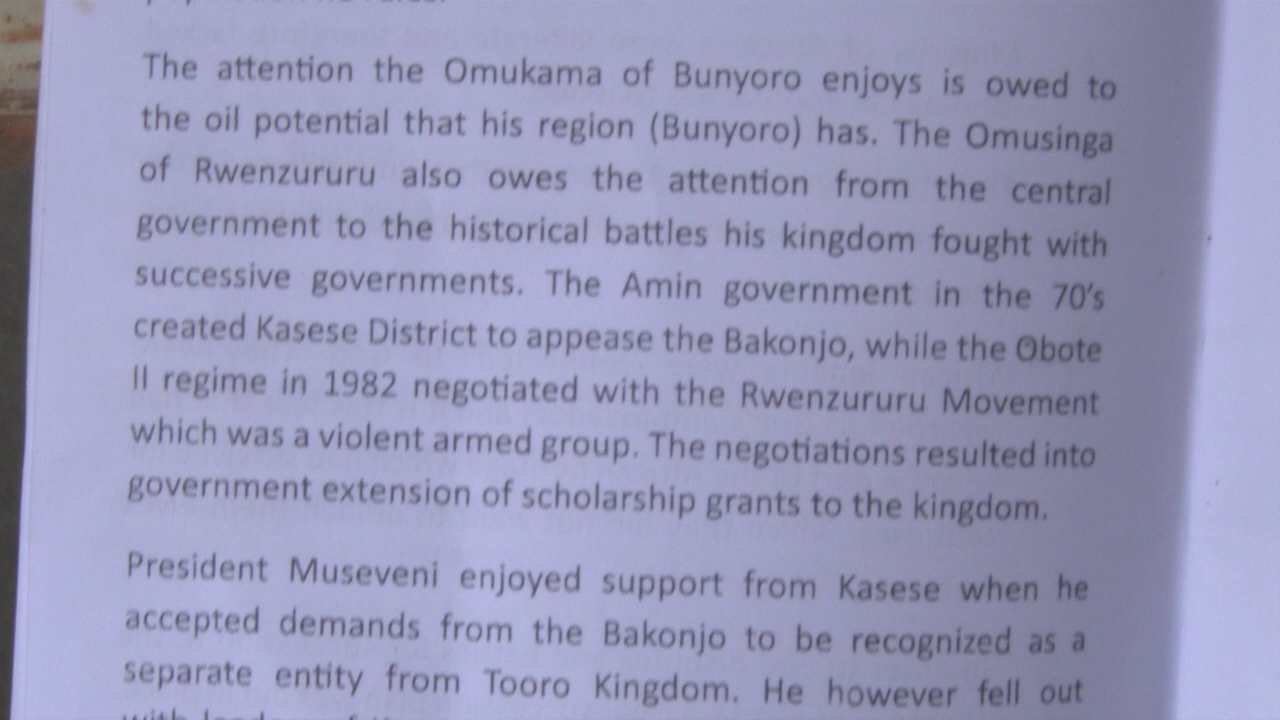 The attention the Omukama of Bunyoro enjoys is owed to
the oil potential that his region (Bunyoro) has. The Omusinga
of Rwenzururu also owes the attention from the central
government to the historical battles his kingdom fought with
successive governments. The Amin government in the 70's
created Kasese District to appease the Bakonjo, while the Obote
II regime in 1982 negotiated with the Rwenzururu Movement
which was a violent armed group. The negotiations resulted into
government extension of scholarship grants to the kingdom.
President Museveni enjoyed support from Kasese when he
accepted demands from the Bakonjo to be recognized as a
separate entity from Tooro Kingdom. He however fell out